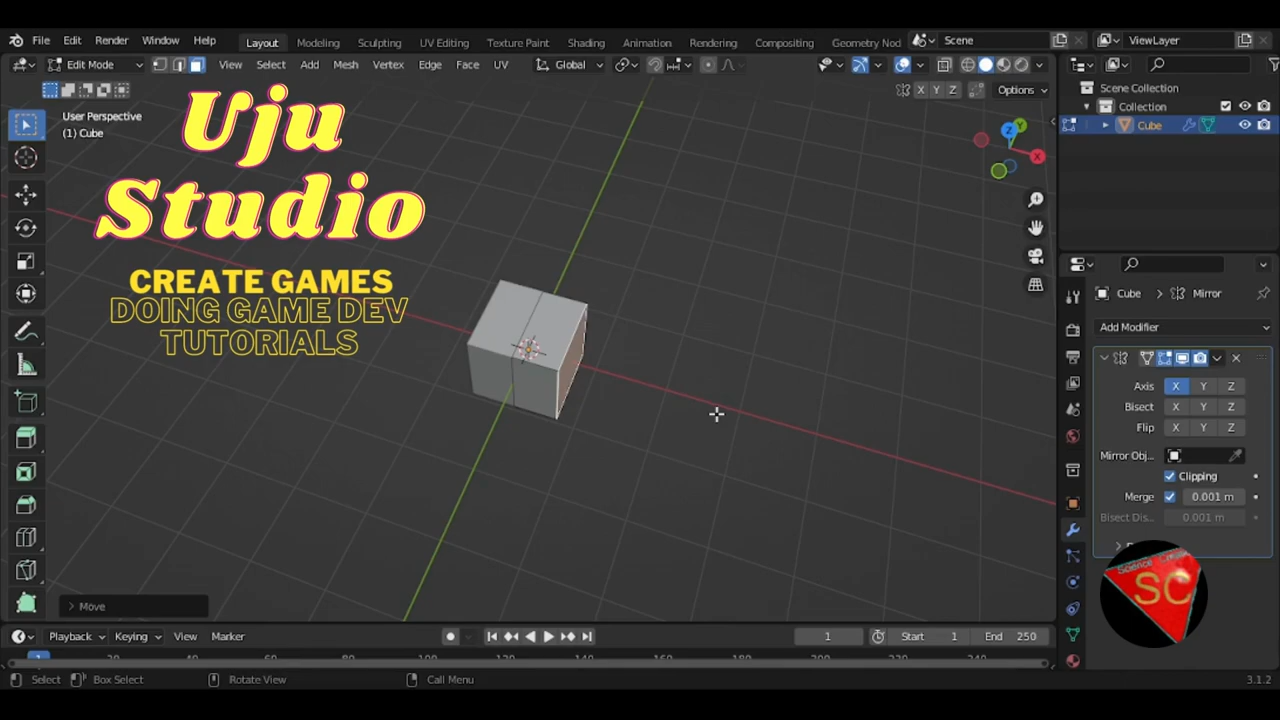 File Edit Render Window Help Layout Modeling Sculpting UV Editing Texture Paint Shading Animation Rendering Compositing Geometry Nod Scene ViewLayer
Edit Mode View Select Add Mesh Vertex Edge Face UV Global
X Y Z Options
User Perspective
(1) Cube
Scene Collection
Collection
Cube
Z
Y
X
Uju
Studio
CREATE GAMES
DOING GAME DEV
TUTORIALS
Cube > Mirror
Add Modifier
Axis X Y Z
Bisect X Y Z
Flip X Y Z
Mirror Obj...
Clipping
Merge 0.001 m
Bisect Dis... 0.001 m
SC
Move
Playback Keying View Marker 1 Start 1 End 250
1
Select Box Select Rotate View Call Menu 3.1.2